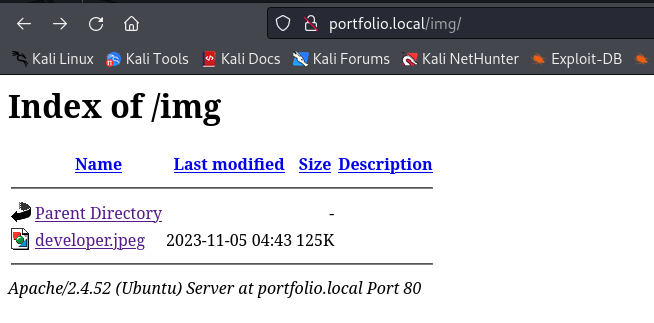 portfolio.local/img/
Kali Linux Kali Tools Kali Docs Kali Forums Kali NetHunter Exploit-DB
Index of /img
Name Last modified Size Description
Parent Directory -
developer.jpeg 2023-11-05 04:43 125K
Apache/2.4.52 (Ubuntu) Server at portfolio.local Port 80